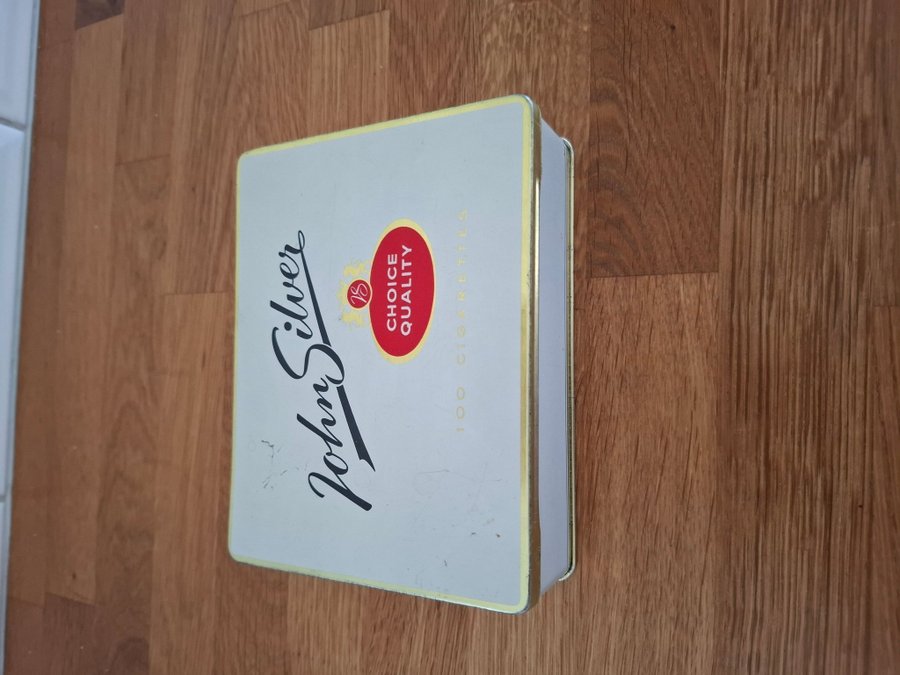 John Silver
JS
CHOICE
QUALITY
100 CIGARETTES